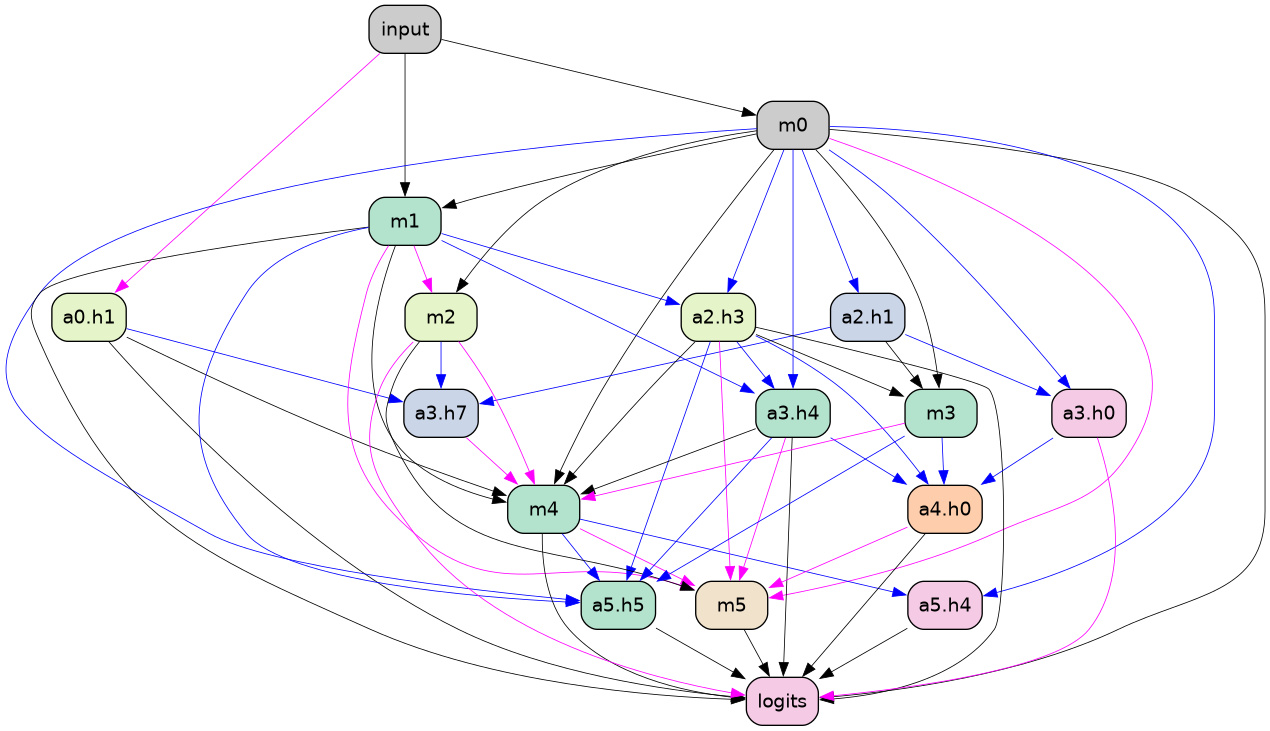 input
m0
m1
a0.h1
m2
a2.h3
a2.h1
a3.h7
a3.h4
m3
a3.h0
m4
a4.h0
a5.h5
m5
a5.h4
logits